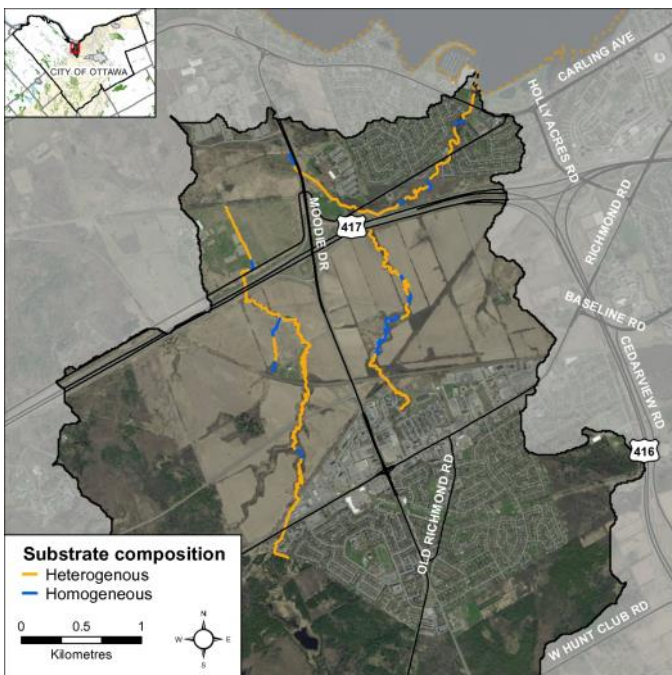 CITY OF OTTAWA
CARLING AVE
HOLLY ACRES RD
RICHMOND RD
MOODIE DR
417
BASELINE RD
CEDARVIEW RD
416
OLD RICHMOND RD
W HUNT CLUB RD
Substrate composition
Heterogenous
Homogeneous
0 0.5 1
Kilometres
N
W E
S